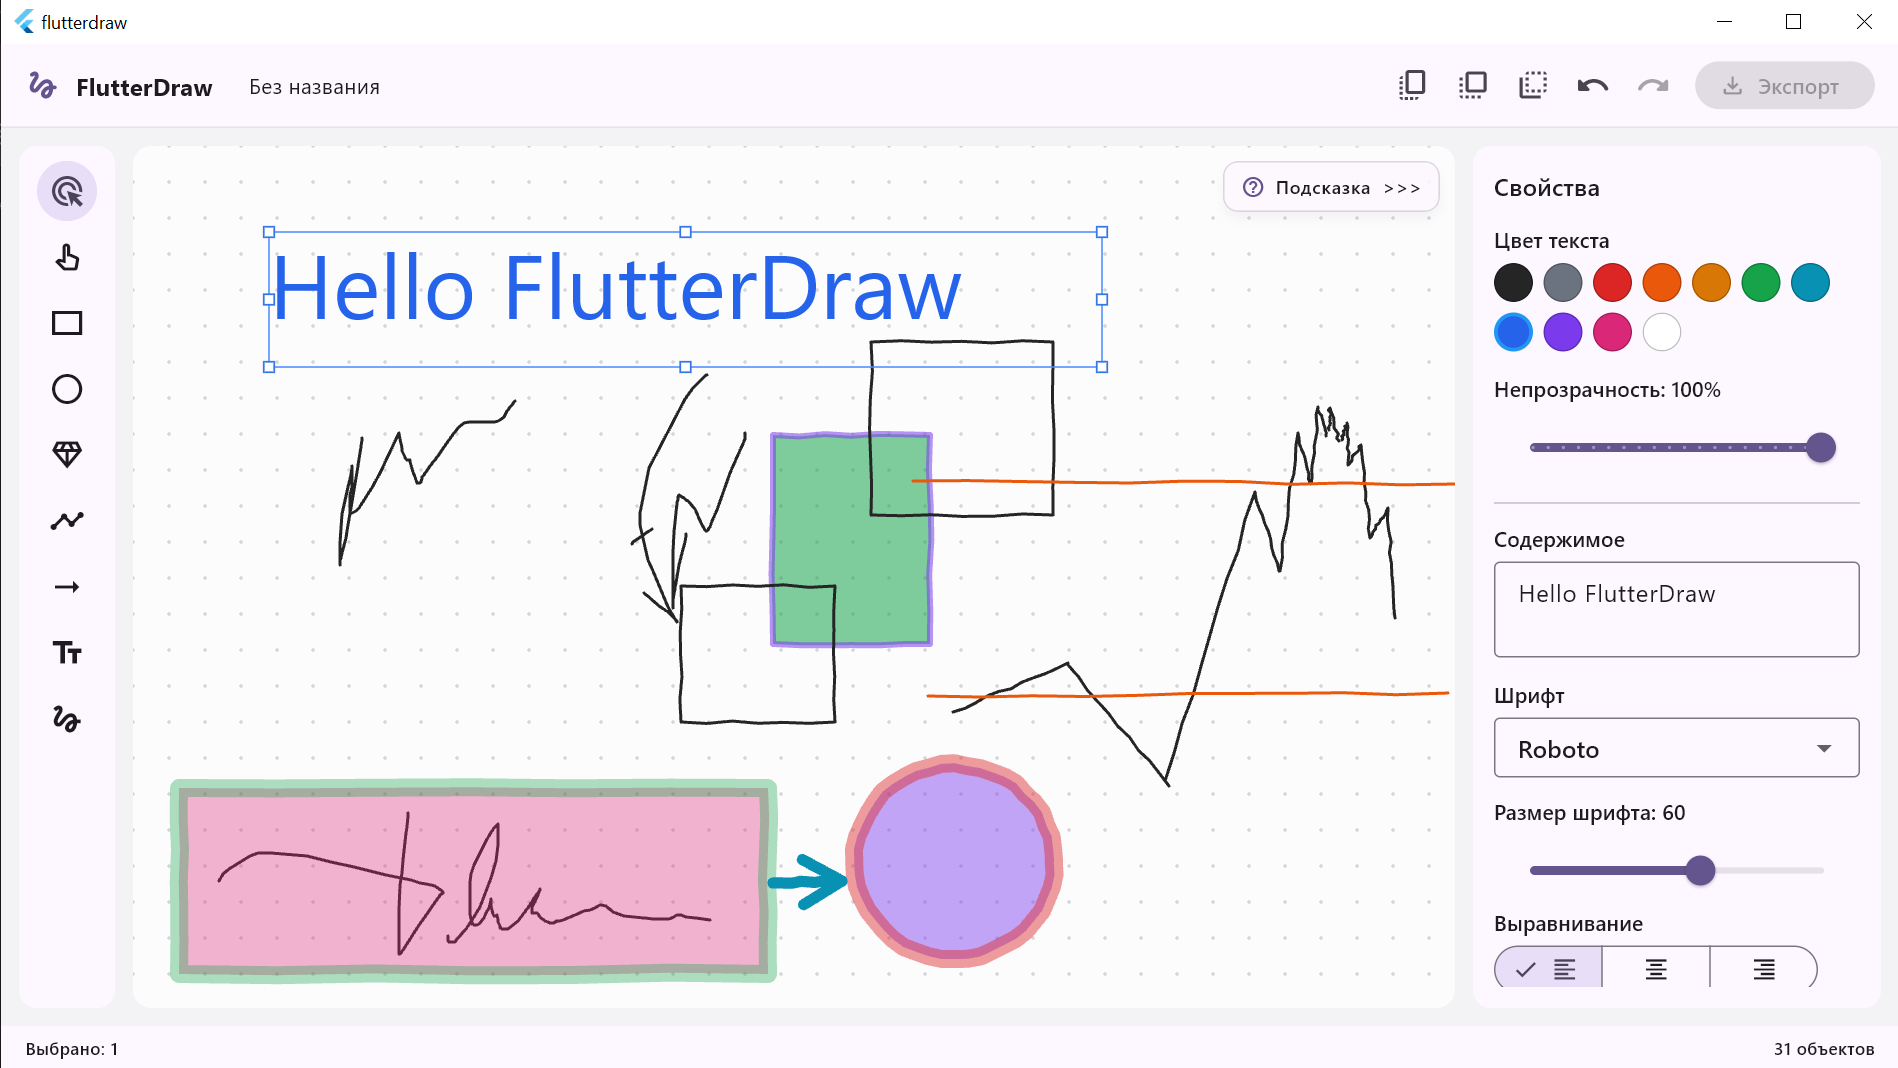 flutterdraw
FlutterDraw
Без названия
Экспорт
Подсказка >>>
Hello FlutterDraw
Свойства
Цвет текста
Непрозрачность: 100%
Содержимое
Hello FlutterDraw
Шрифт
Roboto
Размер шрифта: 60
Выравнивание
Выбрано: 1
31 объектов